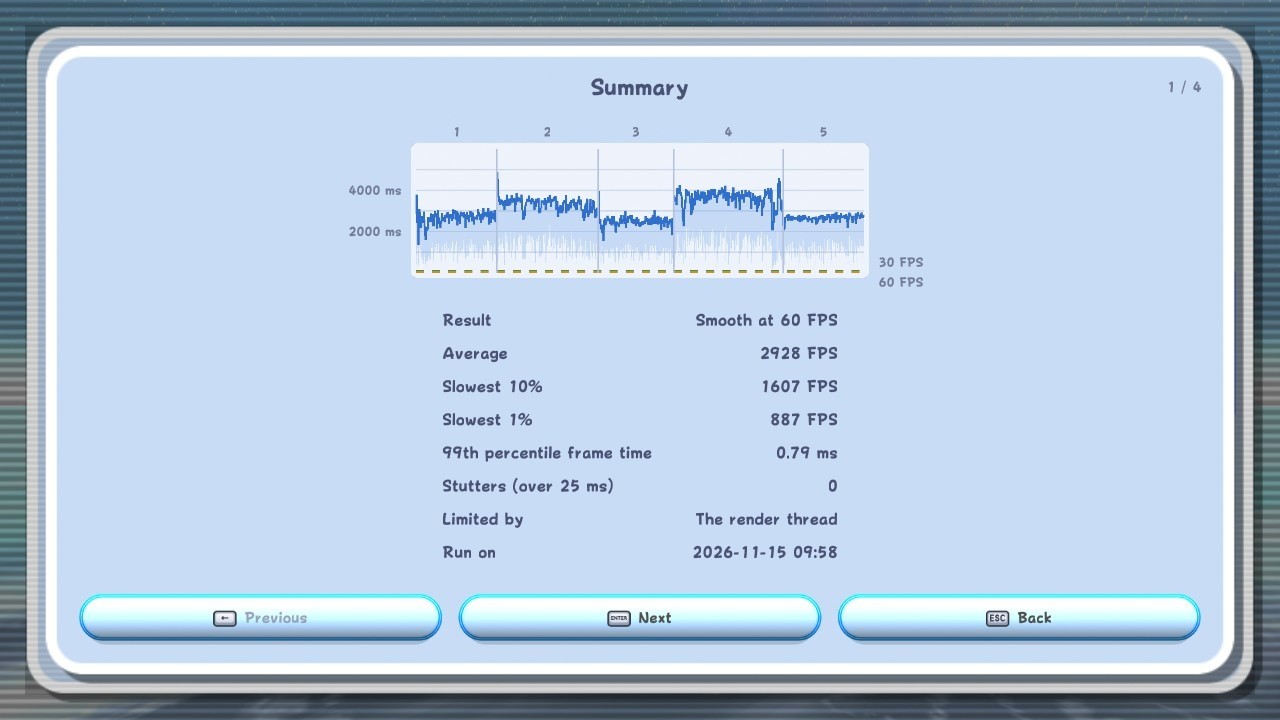 Summary
1 / 4
1 2 3 4 5
4000 ms
2000 ms
30 FPS
60 FPS
Result Smooth at 60 FPS
Average 2928 FPS
Slowest 10% 1607 FPS
Slowest 1% 887 FPS
99th percentile frame time 0.79 ms
Stutters (over 25 ms) 0
Limited by The render thread
Run on 2026-11-15 09:58
← Previous
ENTER Next
ESC Back